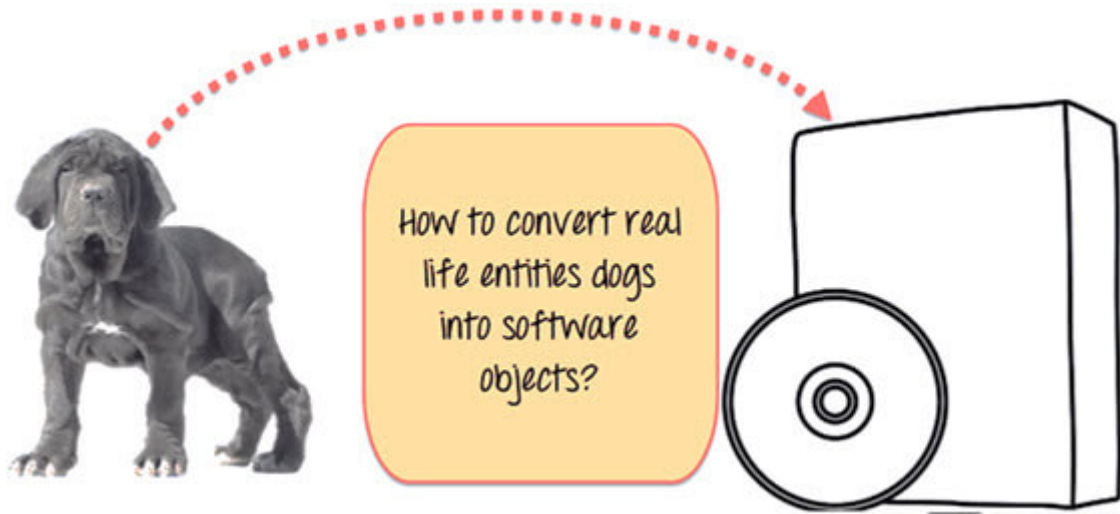 How to convert real
life entities dogs
into software
objects?